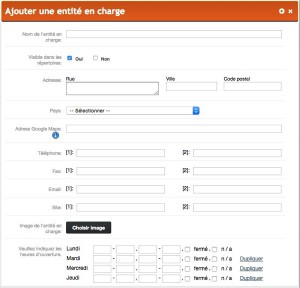 Ajouter une entité en charge
Nom de l'entité en charge:
Visible dans les répertoires: Oui Non
Adresse: Rue Ville Code postal
Pays: -- Sélectionner --
Adrese Google Maps:
Téléphone: [1]: [2]:
Fax: [1]: [2]:
Email: [1]: [2]:
Site: [1]: [2]:
Image de l'entité en charge: Choisir image
Veuillez indiquez les heures d'ouverture.
Lundi - , - , fermé , n / a
Mardi - , - , fermé , n / a Dupliquer
Mercredi - , - , fermé , n / a Dupliquer
Jeudi - , - , fermé , n / a Dupliquer